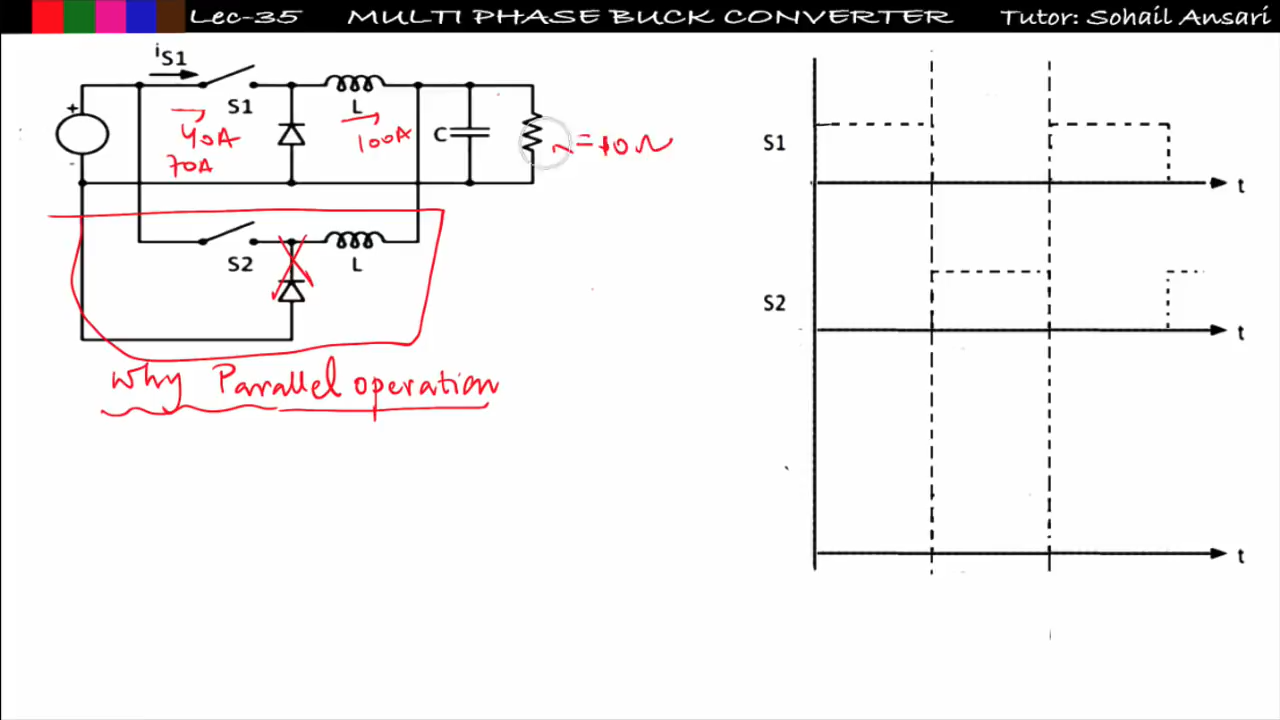 Lec-35 MULTI PHASE BUCK CONVERTER Tutor: Sohail Ansari
iS1
S1
L
+
40A
100A
C
= 10Ω
70A
-
S2
L
Why Parallel operation
S1
t
S2
t
t